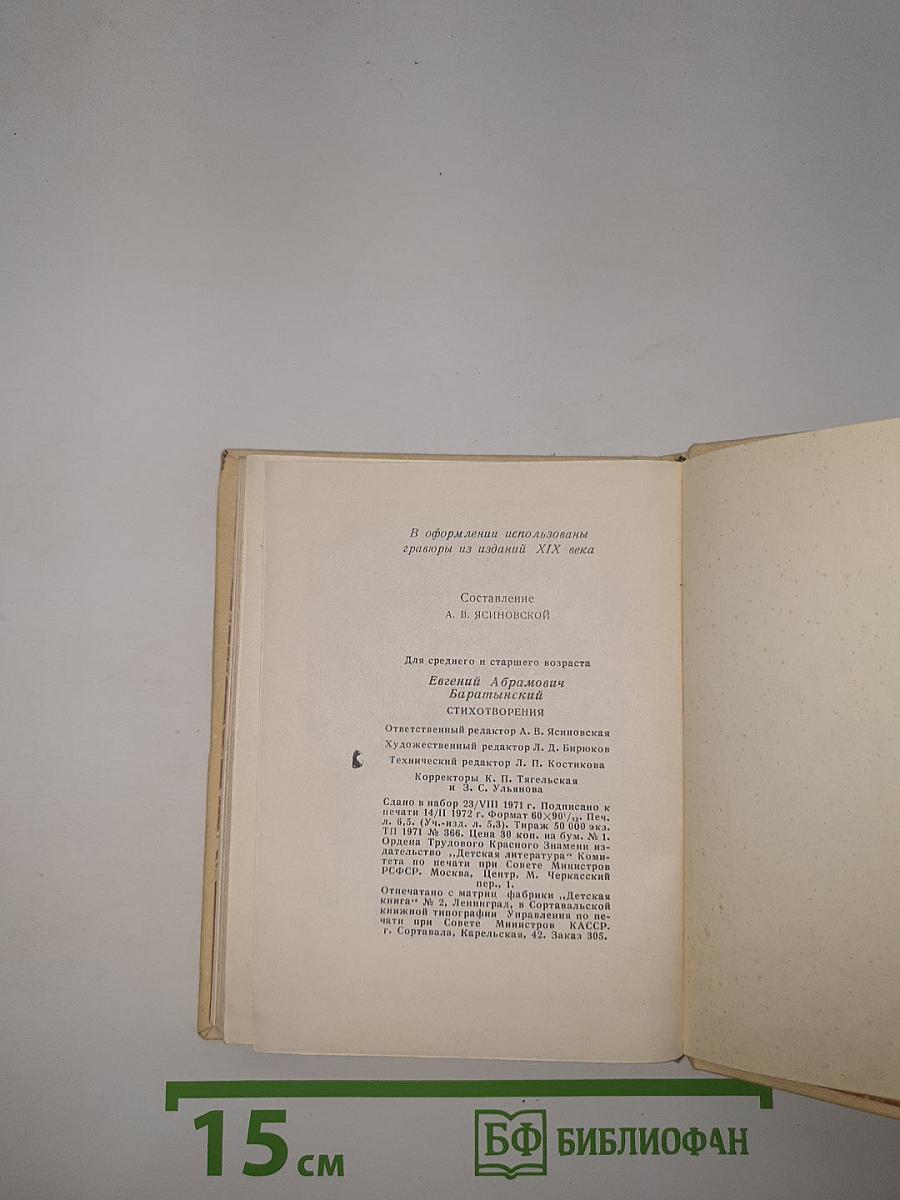 В оформлении использованы
гравюры из изданий XIX века
Составление
А. В. ЯСИНОВСКОЙ
Для среднего и старшего возраста
Евгений Абрамович
Баратынский
СТИХОТВОРЕНИЯ
Ответственный редактор А. В. Ясиновская
Художественный редактор Л. Д. Бирюков
Технический редактор Л. П. Костикова
Корректоры К. П. Тягельская
и З. С. Ульянова
Сдано в набор 23/VIII 1971 г. Подписано к
печати 14/II 1972 г. Формат 60×90¹/₃₂. Печ.
л. 6,5. (Уч.-изд. л. 5,3). Тираж 50 000 экз.
ТП 1971 № 366. Цена 30 коп. на бум. № 1.
Ордена Трудового Красного Знамени из-
дательство „Детская литература“ Коми-
тета по печати при Совете Министров
РСФСР. Москва, Центр, М. Черкасский
пер., 1.
Отпечатано с матриц фабрики „Детская
книга“ № 2, Ленинград, в Сортавальской
книжной типографии Управления по пе-
чати при Совете Министров КАССР.
г. Сортавала, Карельская, 42. Заказ 305.
15 см
БФ БИБЛИОФАН